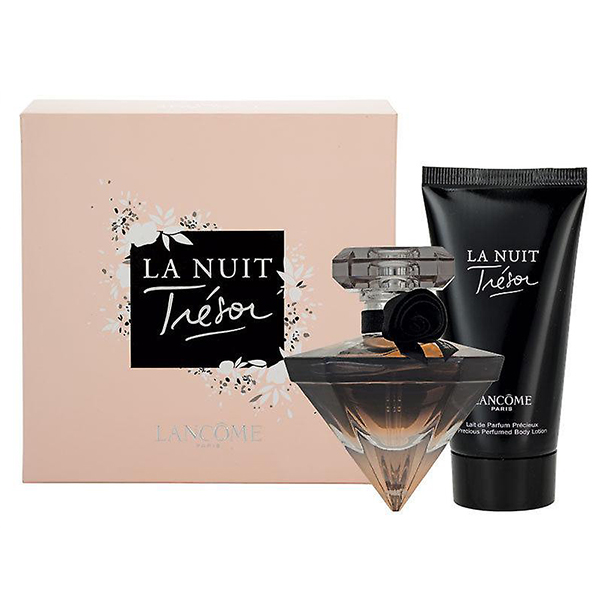 LA NUIT
Trésor
LANCÔME
PARIS
LA NUIT
Trésor
LANCÔME
PARIS
Lait de Parfum Précieux
Precious Perfumed Body Lotion